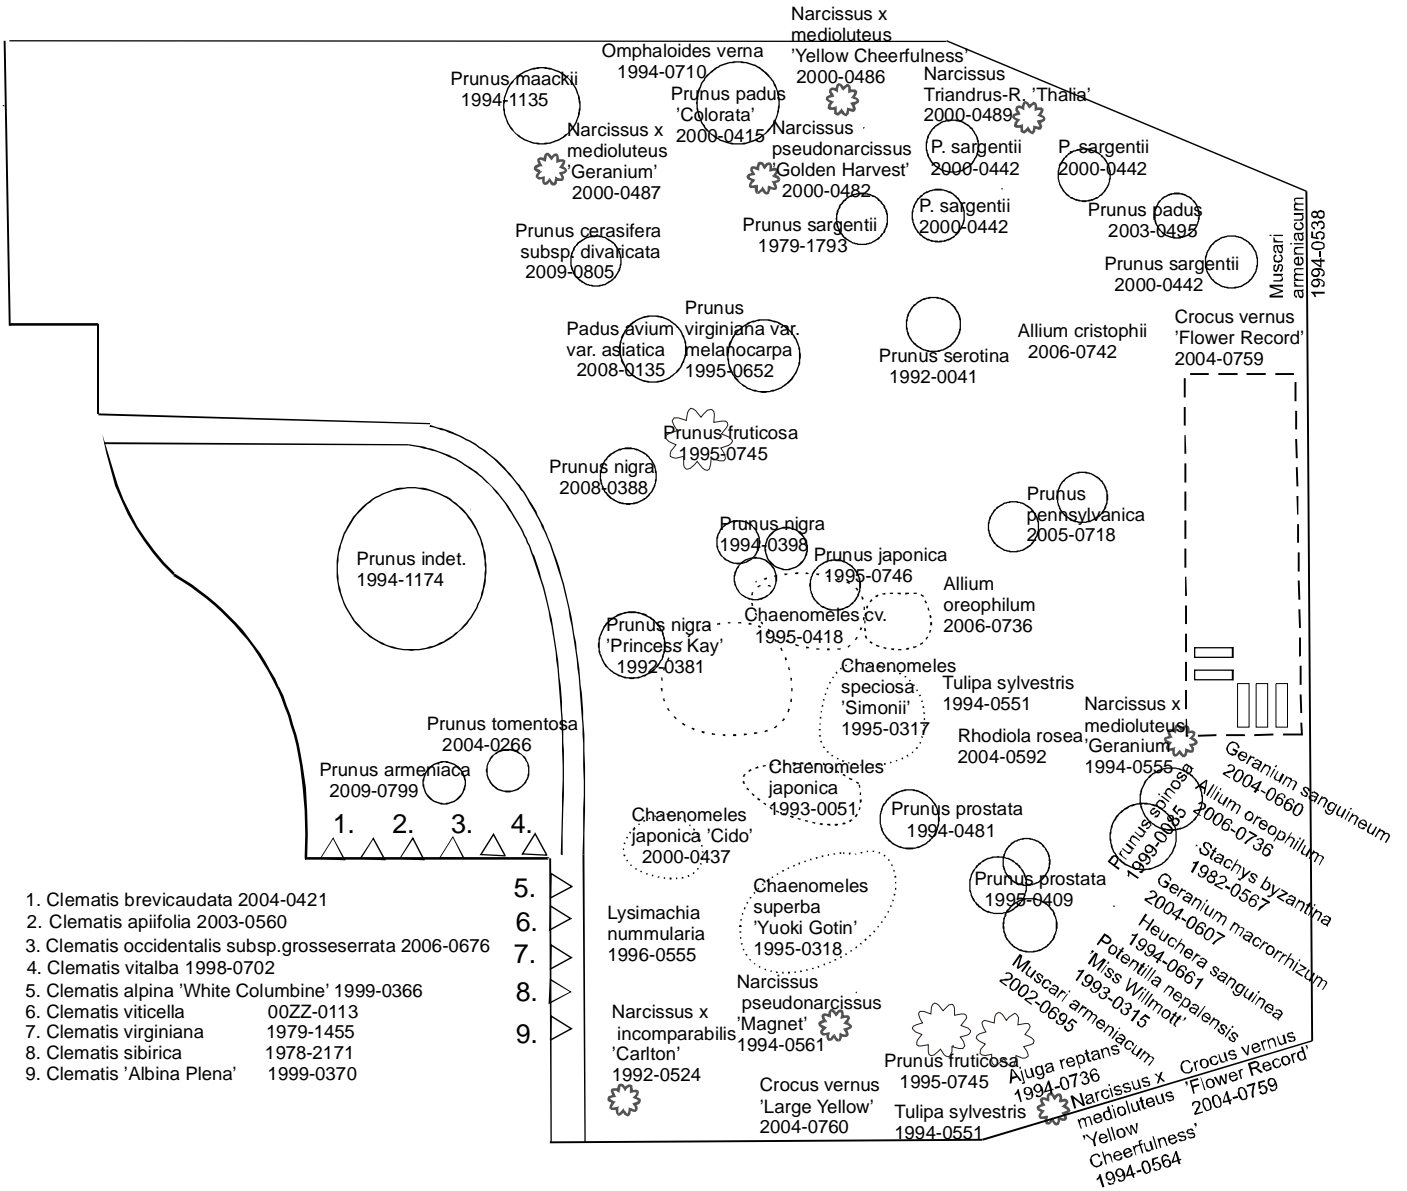 Narcissus x
medioluteus
'Yellow Cheerfulness'
2000-0486
Omphaloides verna
1994-0710
Prunus maackii
1994-1135
Prunus padus
'Colorata'
2000-0415
Narcissus
Triandrus-R. 'Thalia'
2000-0489
Narcissus x
medioluteus
'Geranium'
2000-0487
Narcissus
pseudonarcissus
'Golden Harvest'
2000-0482
P. sargentii
2000-0442
P. sargentii
2000-0442
Prunus cerasifera
subsp. divaricata
2009-0805
Prunus sargentii
1979-1793
P. sargentii
2000-0442
Prunus padus
2003-0495
Prunus sargentii
2000-0442
Muscari
armeniacum
1994-0538
Padus avium
var. asiatica
2008-0135
Prunus
virginiana var.
melanocarpa
1995-0652
Prunus serotina
1992-0041
Allium cristophii
2006-0742
Crocus vernus
'Flower Record'
2004-0759
Prunus fruticosa
1995-0745
Prunus nigra
2008-0388
Prunus
pennsylvanica
2005-0718
Prunus nigra
1994-0398
Prunus japonica
1995-0746
Prunus indet.
1994-1174
Allium
oreophilum
2006-0736
Chaenomeles cv.
1995-0418
Prunus nigra
'Princess Kay'
1992-0381
Chaenomeles
speciosa
'Simonii'
1995-0317
Tulipa sylvestris
1994-0551
Rhodiola rosea
2004-0592
Narcissus x
medioluteus
'Geranium
1994-0555
Prunus tomentosa
2004-0266
Prunus armeniaca
2009-0799
Chaenomeles
japonica
1993-0051
Chaenomeles
japonica 'Cido'
2000-0437
Prunus prostata
1994-0481
Prunus spinosa
1999-0085
Geranium sanguineum
2004-0660
Allium oreophilum
2006-0736
Stachys byzantina
1982-0567
Geranium macrorrhizum
2004-0607
Heuchera sanguinea
1994-0661
Potentilla nepalensis
'Miss Willmott'
1993-0315
Muscari armeniacum
2002-0695
Prunus prostata
1995-0409
Chaenomeles
superba
'Yuoki Gotin'
1995-0318
Lysimachia
nummularia
1996-0555
Narcissus
pseudonarcissus
'Magnet'
1994-0561
Narcissus x
incomparabilis
'Carlton'
1992-0524
Prunus fruticosa
1995-0745
Ajuga reptans
1994-0736
Crocus vernus
'Flower Record'
2004-0759
Narcissus x
medioluteus
'Yellow
Cheerfulness'
1994-0564
Crocus vernus
'Large Yellow'
2004-0760
Tulipa sylvestris
1994-0551
1. 2. 3. 4.
5.
6.
7.
8.
9.
1. Clematis brevicaudata 2004-0421
2. Clematis apiifolia 2003-0560
3. Clematis occidentalis subsp.grosseserrata 2006-0676
4. Clematis vitalba 1998-0702
5. Clematis alpina 'White Columbine' 1999-0366
6. Clematis viticella 00ZZ-0113
7. Clematis virginiana 1979-1455
8. Clematis sibirica 1978-2171
9. Clematis 'Albina Plena' 1999-0370